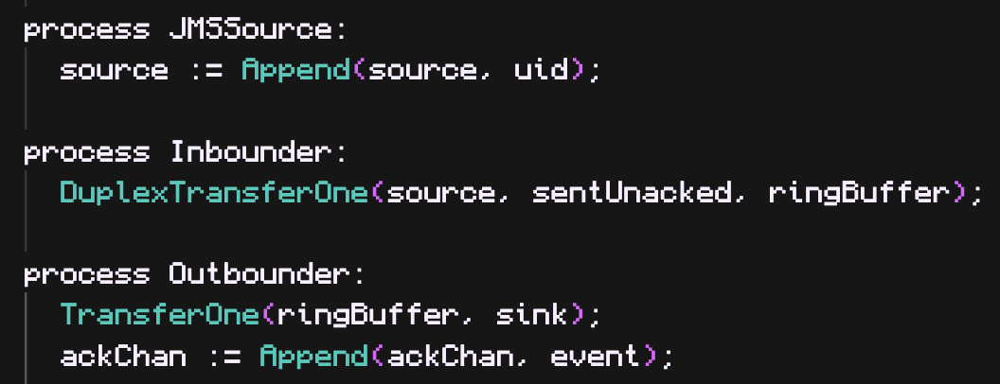 process JMSSource:
source := Append(source, uid);
process Inbounder:
DuplexTransferOne(source, sentUnacked, ringBuffer);
process Outbounder:
TransferOne(ringBuffer, sink);
ackChan := Append(ackChan, event);